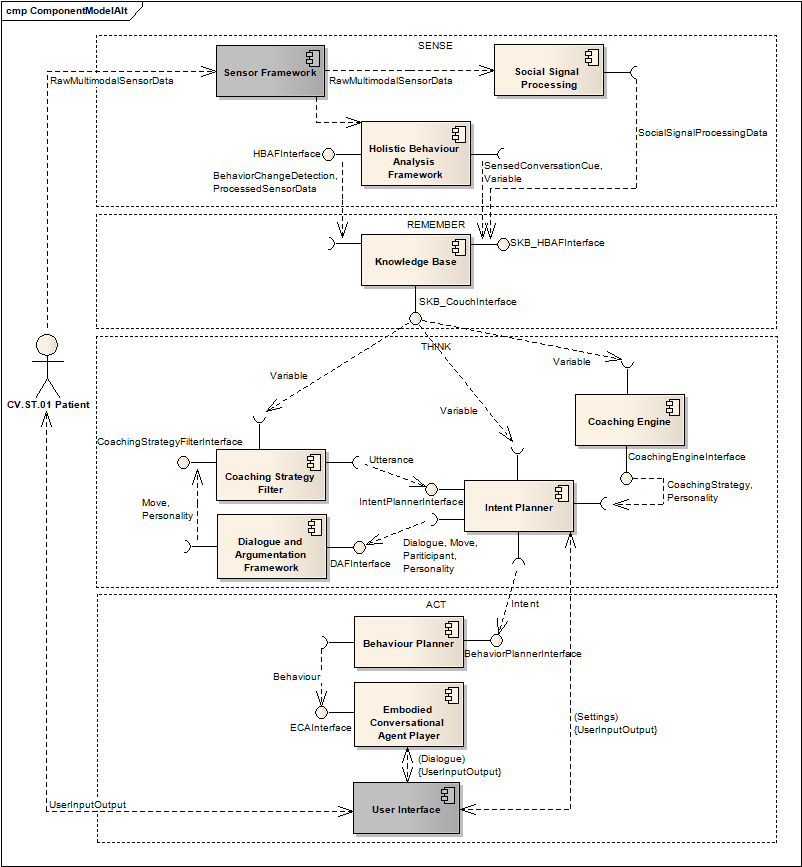 cmp ComponentModelAlt
SENSE
Sensor Framework
Social Signal
Processing
RawMultimodalSensorData
RawMultimodalSensorData
SocialSignalProcessingData
HBAFInterface
Holistic Behaviour
Analysis
Framework
SensedConversationCue,
Variable
BehaviorChangeDetection,
ProcessedSensorData
REMEMBER
SKB_HBAFInterface
Knowledge Base
SKB_CouchInterface
THINK
Variable
Variable
Variable
CV.ST.01 Patient
Coaching Engine
CoachingStrategyFilterInterface
CoachingEngineInterface
Utterance
Coaching Strategy
Filter
CoachingStrategy,
Personality
IntentPlannerInterface
Move,
Personality
Intent Planner
Dialogue and
Argumentation
Framework
DAFInterface
Dialogue, Move,
Pariticipant,
Personality
ACT
Intent
Behaviour Planner
BehaviorPlannerInterface
Behaviour
ECAInterface
Embodied
Conversational
Agent Player
(Settings)
{UserInputOutput}
(Dialogue)
{UserInputOutput}
UserInputOutput
User Interface